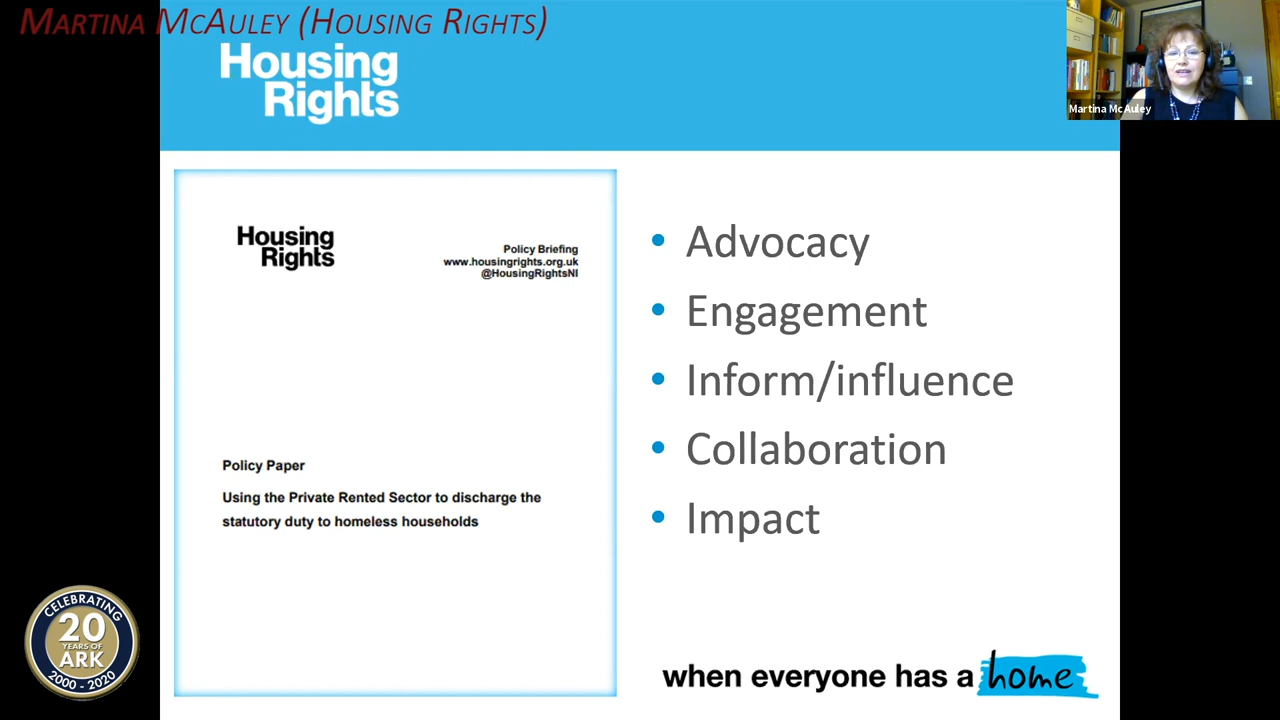 MARTINA MCAULEY (HOUSING RIGHTS)
Housing
Rights
Martina McAuley
Housing
Rights
Policy Briefing
www.housingrights.org.uk
@HousingRightsNI
Policy Paper
Using the Private Rented Sector to discharge the
statutory duty to homeless households
• Advocacy
• Engagement
• Inform/influence
• Collaboration
• Impact
CELEBRATING
20
YEARS OF
ARK
2000 - 2020
when everyone has a home